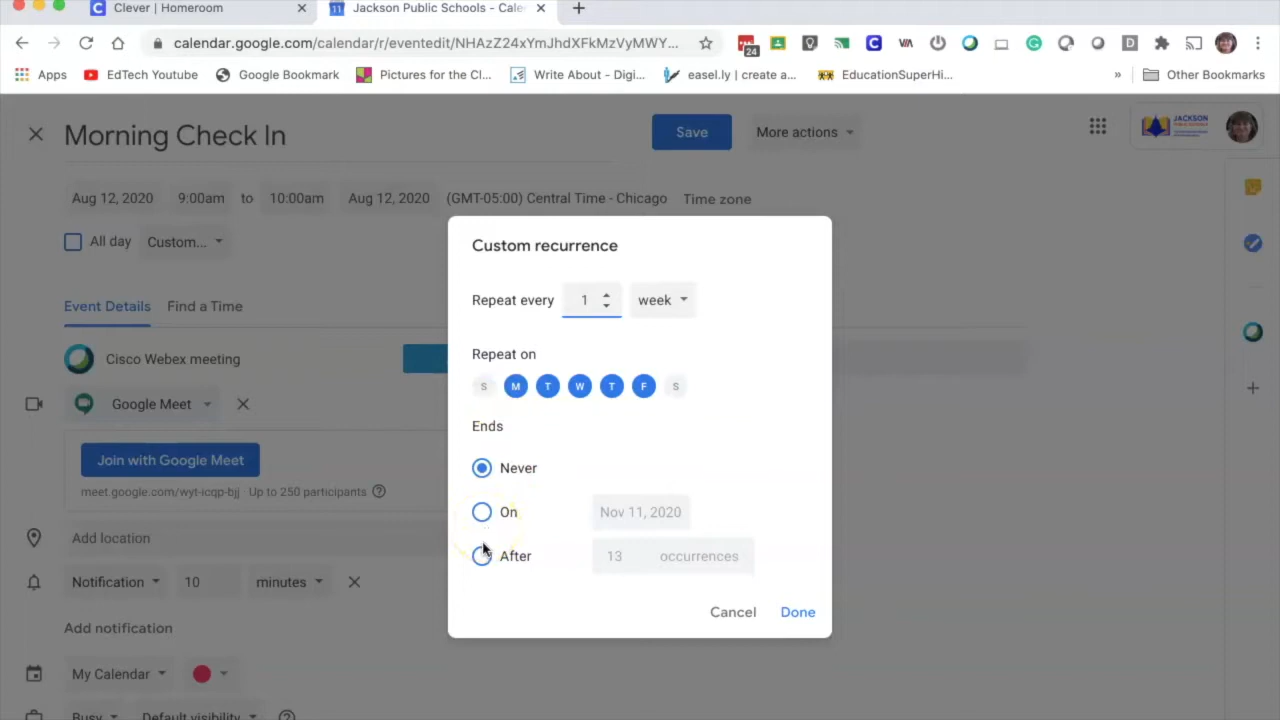 Clever | Homeroom
Jackson Public Schools - Cale
calendar.google.com/calendar/r/eventedit/NHAzZ24xYmJhdXFkMzVyMWY...
24
Apps
EdTech Youtube
Google Bookmark
Pictures for the Cl...
Write About - Digi...
easel.ly | create a...
EducationSuperHi...
»
Other Bookmarks
Morning Check In
Save
More actions
JACKSON
Aug 12, 2020 9:00am to 10:00am Aug 12, 2020 (GMT-05:00) Central Time - Chicago Time zone
All day Custom...
Event Details Find a Time
Cisco Webex meeting
Google Meet
Join with Google Meet
meet.google.com/wyt-icqp-bjj · Up to 250 participants
Add location
Notification 10 minutes
Add notification
My Calendar
Busy Default visibility
Custom recurrence
Repeat every 1 week
Repeat on
S M T W T F S
Ends
Never
On Nov 11, 2020
After 13 occurrences
Cancel Done